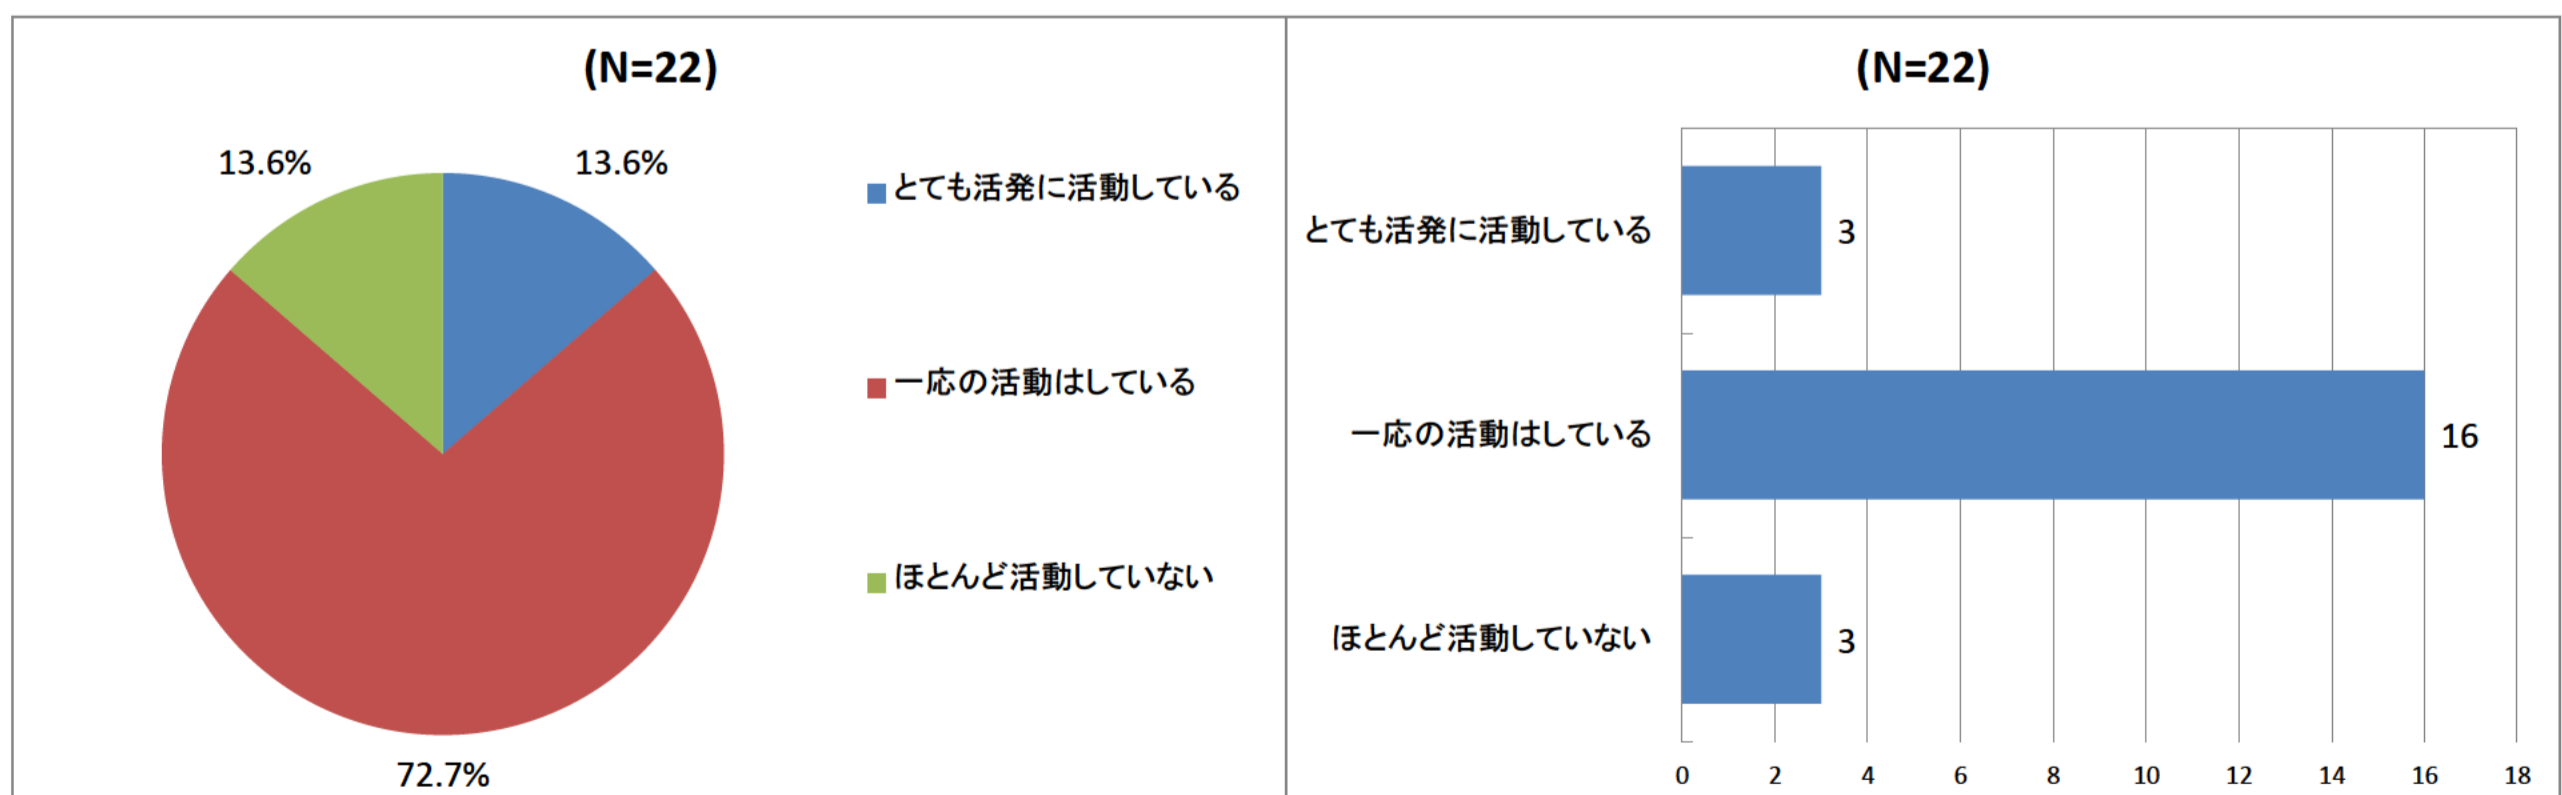 (N=22)
13.6%
13.6%
72.7%
とても活発に活動している
一応の活動はしている
ほとんど活動していない
(N=22)
とても活発に活動している
3
一応の活動はしている
16
ほとんど活動していない
3
0 2 4 6 8 10 12 14 16 18